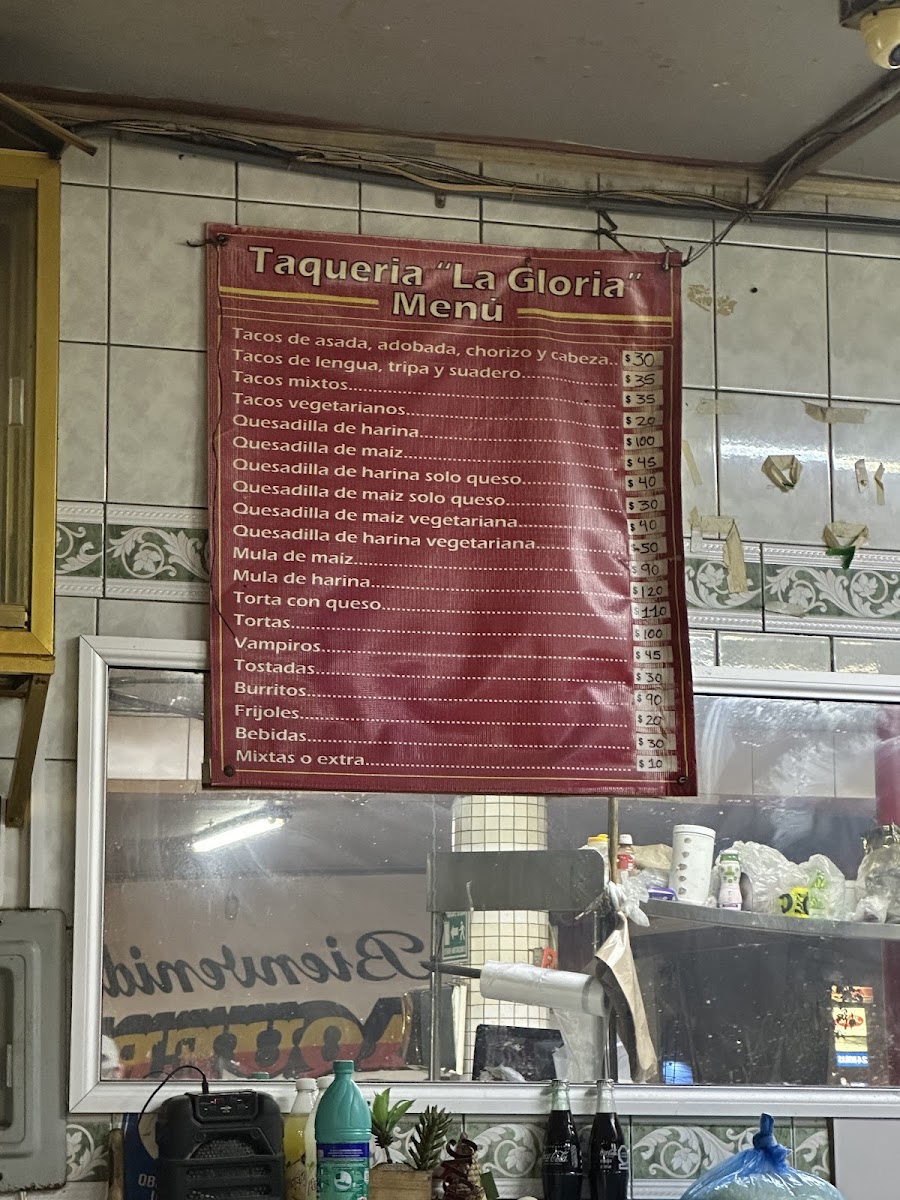 Taqueria "La Gloria"
Menú
Tacos de asada, adobada, chorizo y cabeza.. $ 30
Tacos de lengua, tripa y suadero... $ 35
Tacos mixtos... $ 35
Tacos vegetarianos... $ 20
Quesadilla de harina... $ 100
Quesadilla de maiz... $ 45
Quesadilla de harina solo queso... $ 40
Quesadilla de maiz solo queso... $ 30
Quesadilla de maiz vegetariana... $ 40
Quesadilla de harina vegetariana... $ 50
Mula de maiz... $ 90
Mula de harina... $ 120
Torta con queso... $ 110
Tortas... $ 100
Vampiros... $ 45
Tostadas... $ 30
Burritos... $ 90
Frijoles... $ 20
Bebidas... $ 30
Mixtas o extra... $ 10
Bienvenid